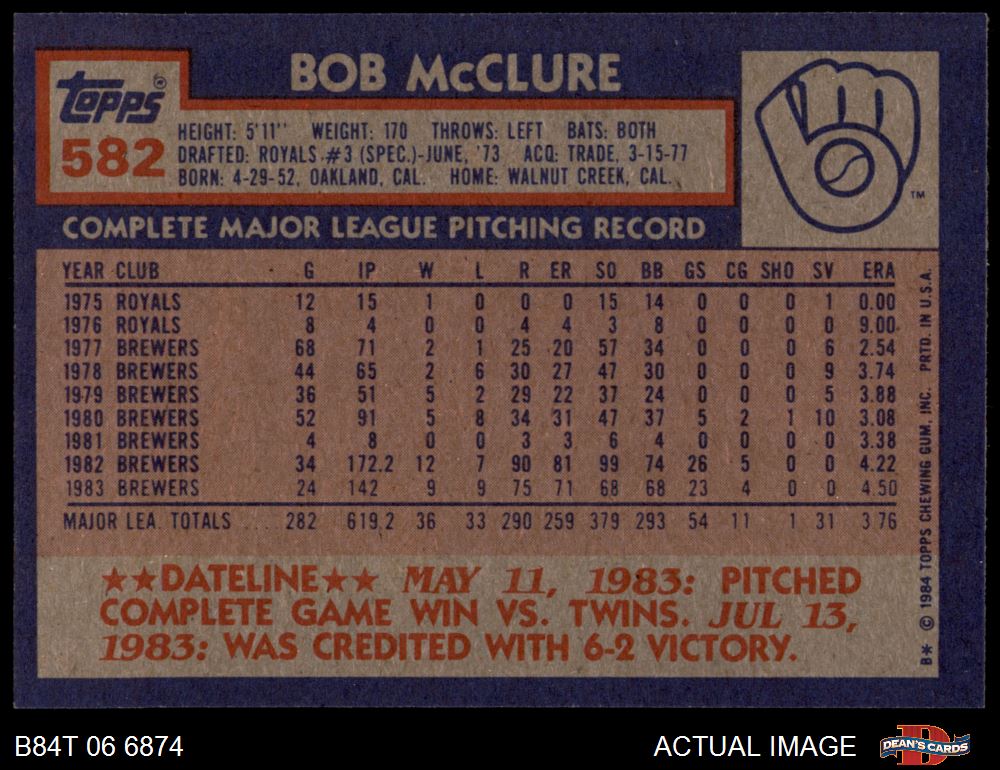 BOB McCLURE
Topps ®
582
HEIGHT: 5'11" WEIGHT: 170 THROWS: LEFT BATS: BOTH
DRAFTED: ROYALS #3 (SPEC.)-JUNE, '73 ACQ: TRADE, 3-15-77
BORN: 4-29-52, OAKLAND, CAL. HOME: WALNUT CREEK, CAL.
TM
COMPLETE MAJOR LEAGUE PITCHING RECORD
YEAR CLUB G IP W L R ER SO BB GS CG SHO SV ERA
1975 ROYALS 12 15 1 0 0 0 15 14 0 0 0 1 0.00
1976 ROYALS 8 4 0 0 4 4 3 8 0 0 0 0 9.00
1977 BREWERS 68 71 2 1 25 20 57 34 0 0 0 6 2.54
1978 BREWERS 44 65 2 6 30 27 47 30 0 0 0 9 3.74
1979 BREWERS 36 51 5 2 29 22 37 24 0 0 0 5 3.88
1980 BREWERS 52 91 5 8 34 31 47 37 5 2 1 10 3.08
1981 BREWERS 4 8 0 0 3 3 6 4 0 0 0 0 3.38
1982 BREWERS 34 172.2 12 7 90 81 99 74 26 5 0 0 4.22
1983 BREWERS 24 142 9 9 75 71 68 68 23 4 0 0 4.50
MAJOR LEA. TOTALS .... 282 619.2 36 33 290 259 379 293 54 11 1 31 3.76
★★DATELINE★★ MAY 11, 1983: PITCHED
COMPLETE GAME WIN VS. TWINS. JUL 13,
1983: WAS CREDITED WITH 6-2 VICTORY.
B* © 1984 TOPPS CHEWING GUM, INC. PRTD. IN U.S.A.
B84T 06 6874
ACTUAL IMAGE
D
DEAN'S CARDS